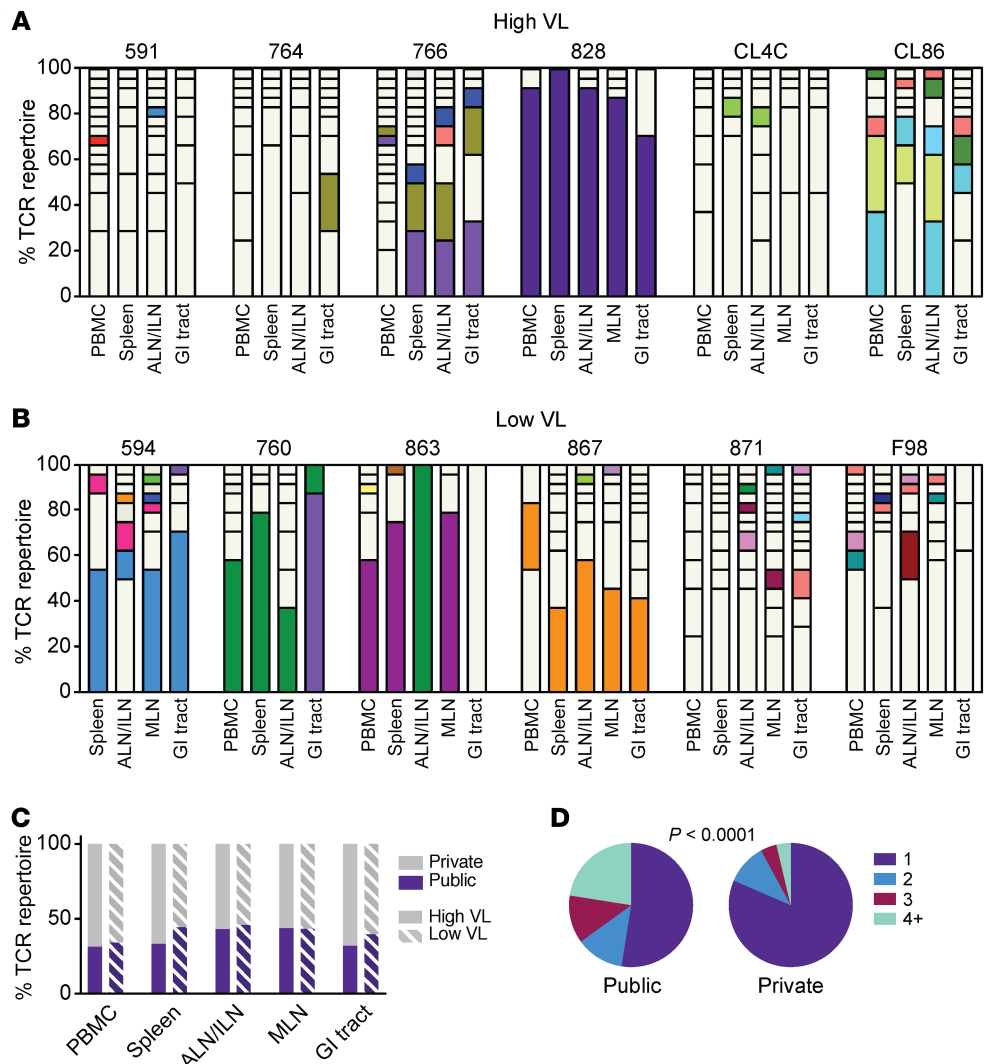 A
High VL
591 764 766 828 CL4C CL86
% TCR repertoire
100
80
60
40
20
0
PBMC Spleen ALN/ILN GI tract PBMC Spleen ALN/ILN GI tract PBMC Spleen ALN/ILN GI tract PBMC Spleen ALN/ILN MLN GI tract PBMC Spleen ALN/ILN MLN GI tract PBMC Spleen ALN/ILN GI tract
B
Low VL
594 760 863 867 871 F98
% TCR repertoire
100
80
60
40
20
0
Spleen ALN/ILN MLN GI tract PBMC Spleen ALN/ILN GI tract PBMC Spleen ALN/ILN MLN GI tract PBMC Spleen ALN/ILN MLN GI tract PBMC Spleen ALN/ILN MLN GI tract PBMC Spleen ALN/ILN MLN GI tract
C
% TCR repertoire
100
50
0
PBMC Spleen ALN/ILN MLN GI tract
Private
Public
High VL
Low VL
D
P < 0.0001
Public Private
1
2
3
4+